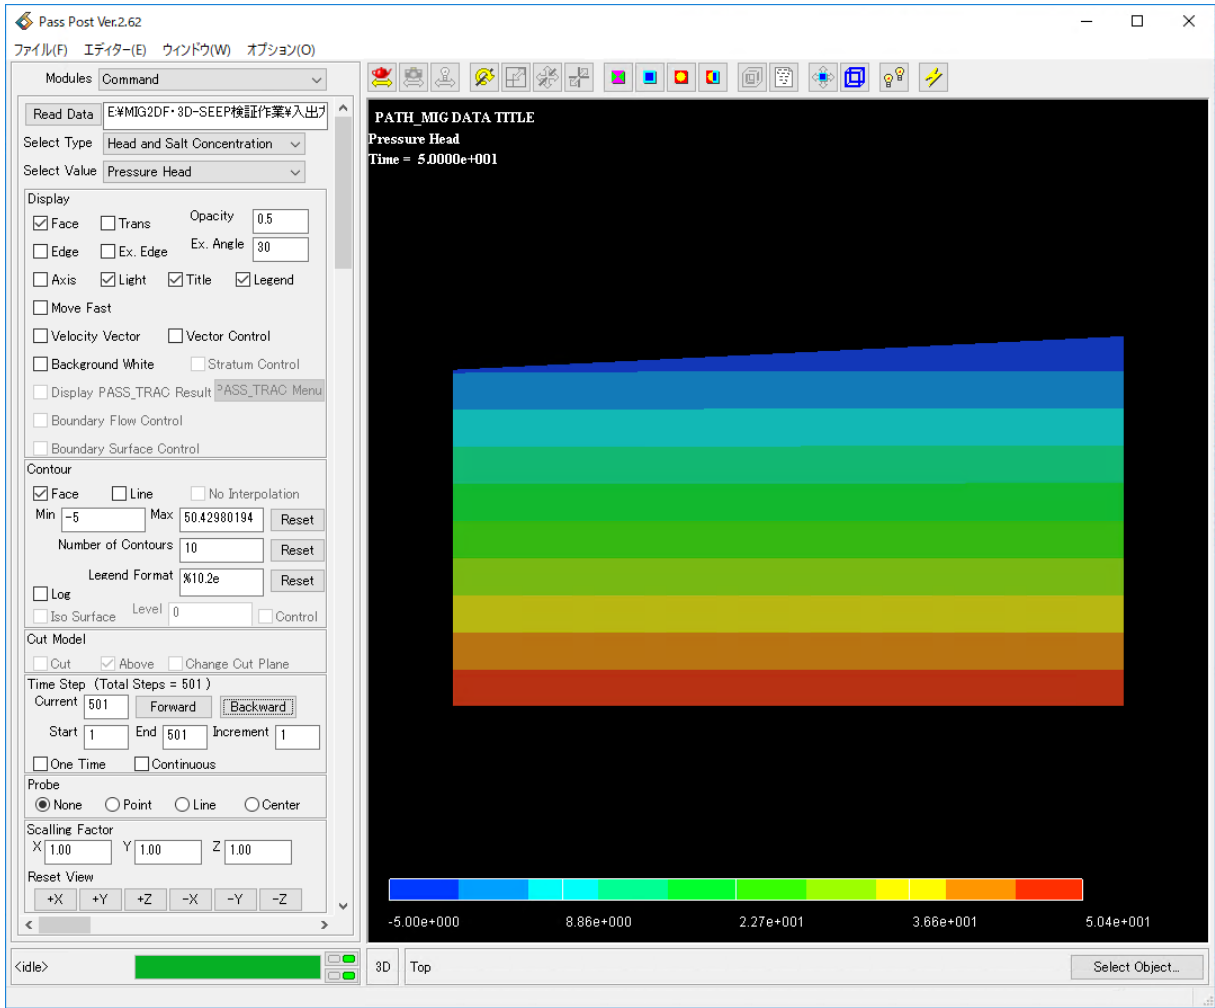 Pass Post Ver.2.62
ファイル(F) エディター(E) ウィンドウ(W) オプション(O)
Modules Command
Read Data E:¥MIG2DF・3D-SEEP検証作業¥入出力
Select Type Head and Salt Concentration
Select Value Pressure Head
Display
Face Trans Opacity 0.5
Edge Ex. Edge Ex. Angle 30
Axis Light Title Legend
Move Fast
Velocity Vector Vector Control
Background White Stratum Control
Display PASS_TRAC Result PASS_TRAC Menu
Boundary Flow Control
Boundary Surface Control
Contour
Face Line No Interpolation
Min -5 Max 50.42980194 Reset
Number of Contours 10 Reset
Legend Format %10.2e Reset
Log
Iso Surface Level 0 Control
Cut Model
Cut Above Change Cut Plane
Time Step (Total Steps = 501 )
Current 501 Forward Backward
Start 1 End 501 Increment 1
One Time Continuous
Probe
None Point Line Center
Scalling Factor
X 1.00 Y 1.00 Z 1.00
Reset View
+X +Y +Z -X -Y -Z
PATH_MIG DATA TITLE
Pressure Head
Time = 5.0000e+001
-5.00e+000 8.86e+000 2.27e+001 3.66e+001 5.04e+001
<idle> 3D Top Select Object...